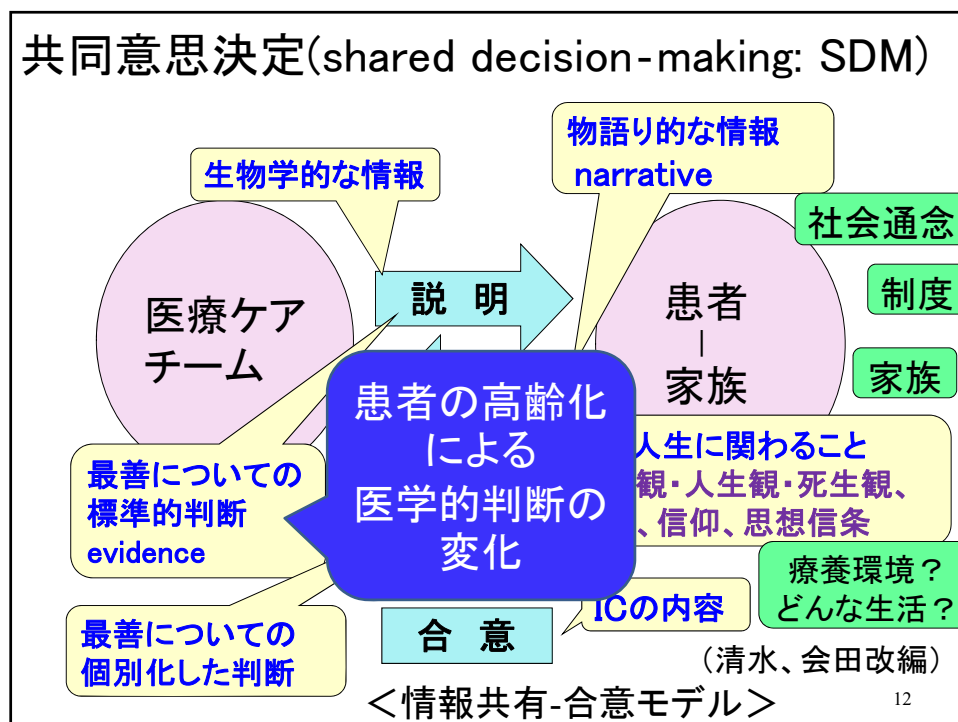 共同意思決定(shared decision-making: SDM)
物語り的な情報
narrative
生物学的な情報
社会通念
制度
家族
医療ケア
チーム
説 明
患者
|
家族
患者の高齢化
による
医学的判断の
変化
最善についての
標準的判断
evidence
人生に関わること
観・人生観・死生観、
、信仰、思想信条
療養環境？
どんな生活？
最善についての
個別化した判断
合 意
ICの内容
（清水、会田改編）
＜情報共有-合意モデル＞
12